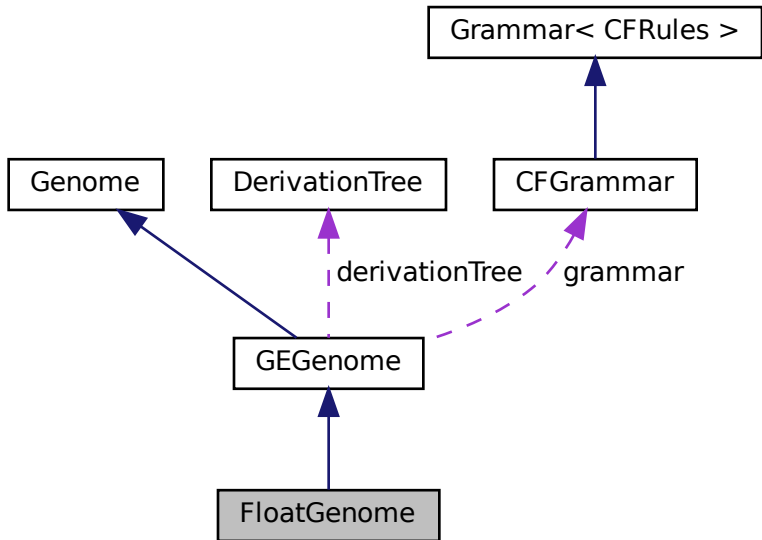 Grammar< CFRules >
Genome
DerivationTree
CFGrammar
derivationTree
grammar
GEGenome
FloatGenome